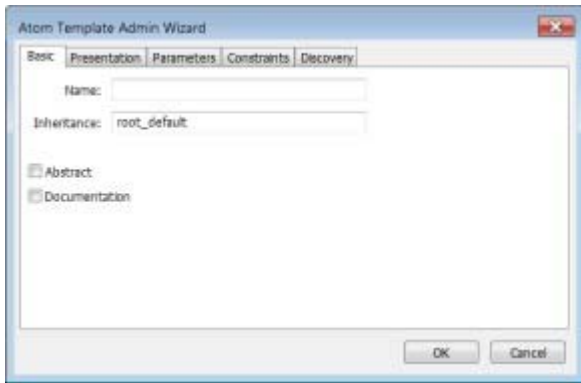 Atom Template Admin Wizard
Basic Presentation Parameters Constraints Discovery
Name:
Inheritance: root_default
Abstract
Documentation
OK Cancel